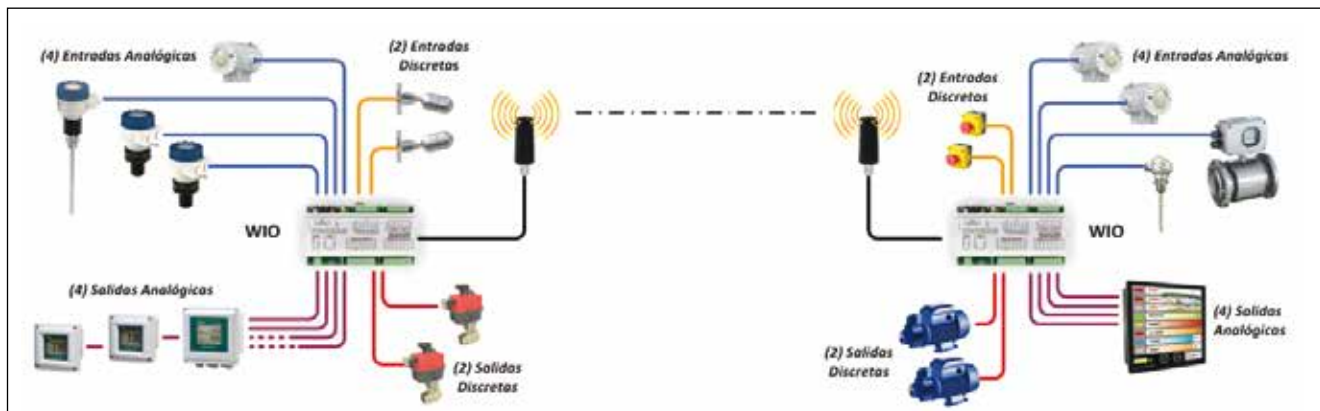 (4) Entradas Analógicas
(2) Entradas
Discretas
WIO
(4) Salidas Analógicas
(2) Salidas
Discretas
(2) Entradas
Discretas
(4) Entradas Analógicas
WIO
(2) Salidas
Discretas
(4) Salidas
Analógicas